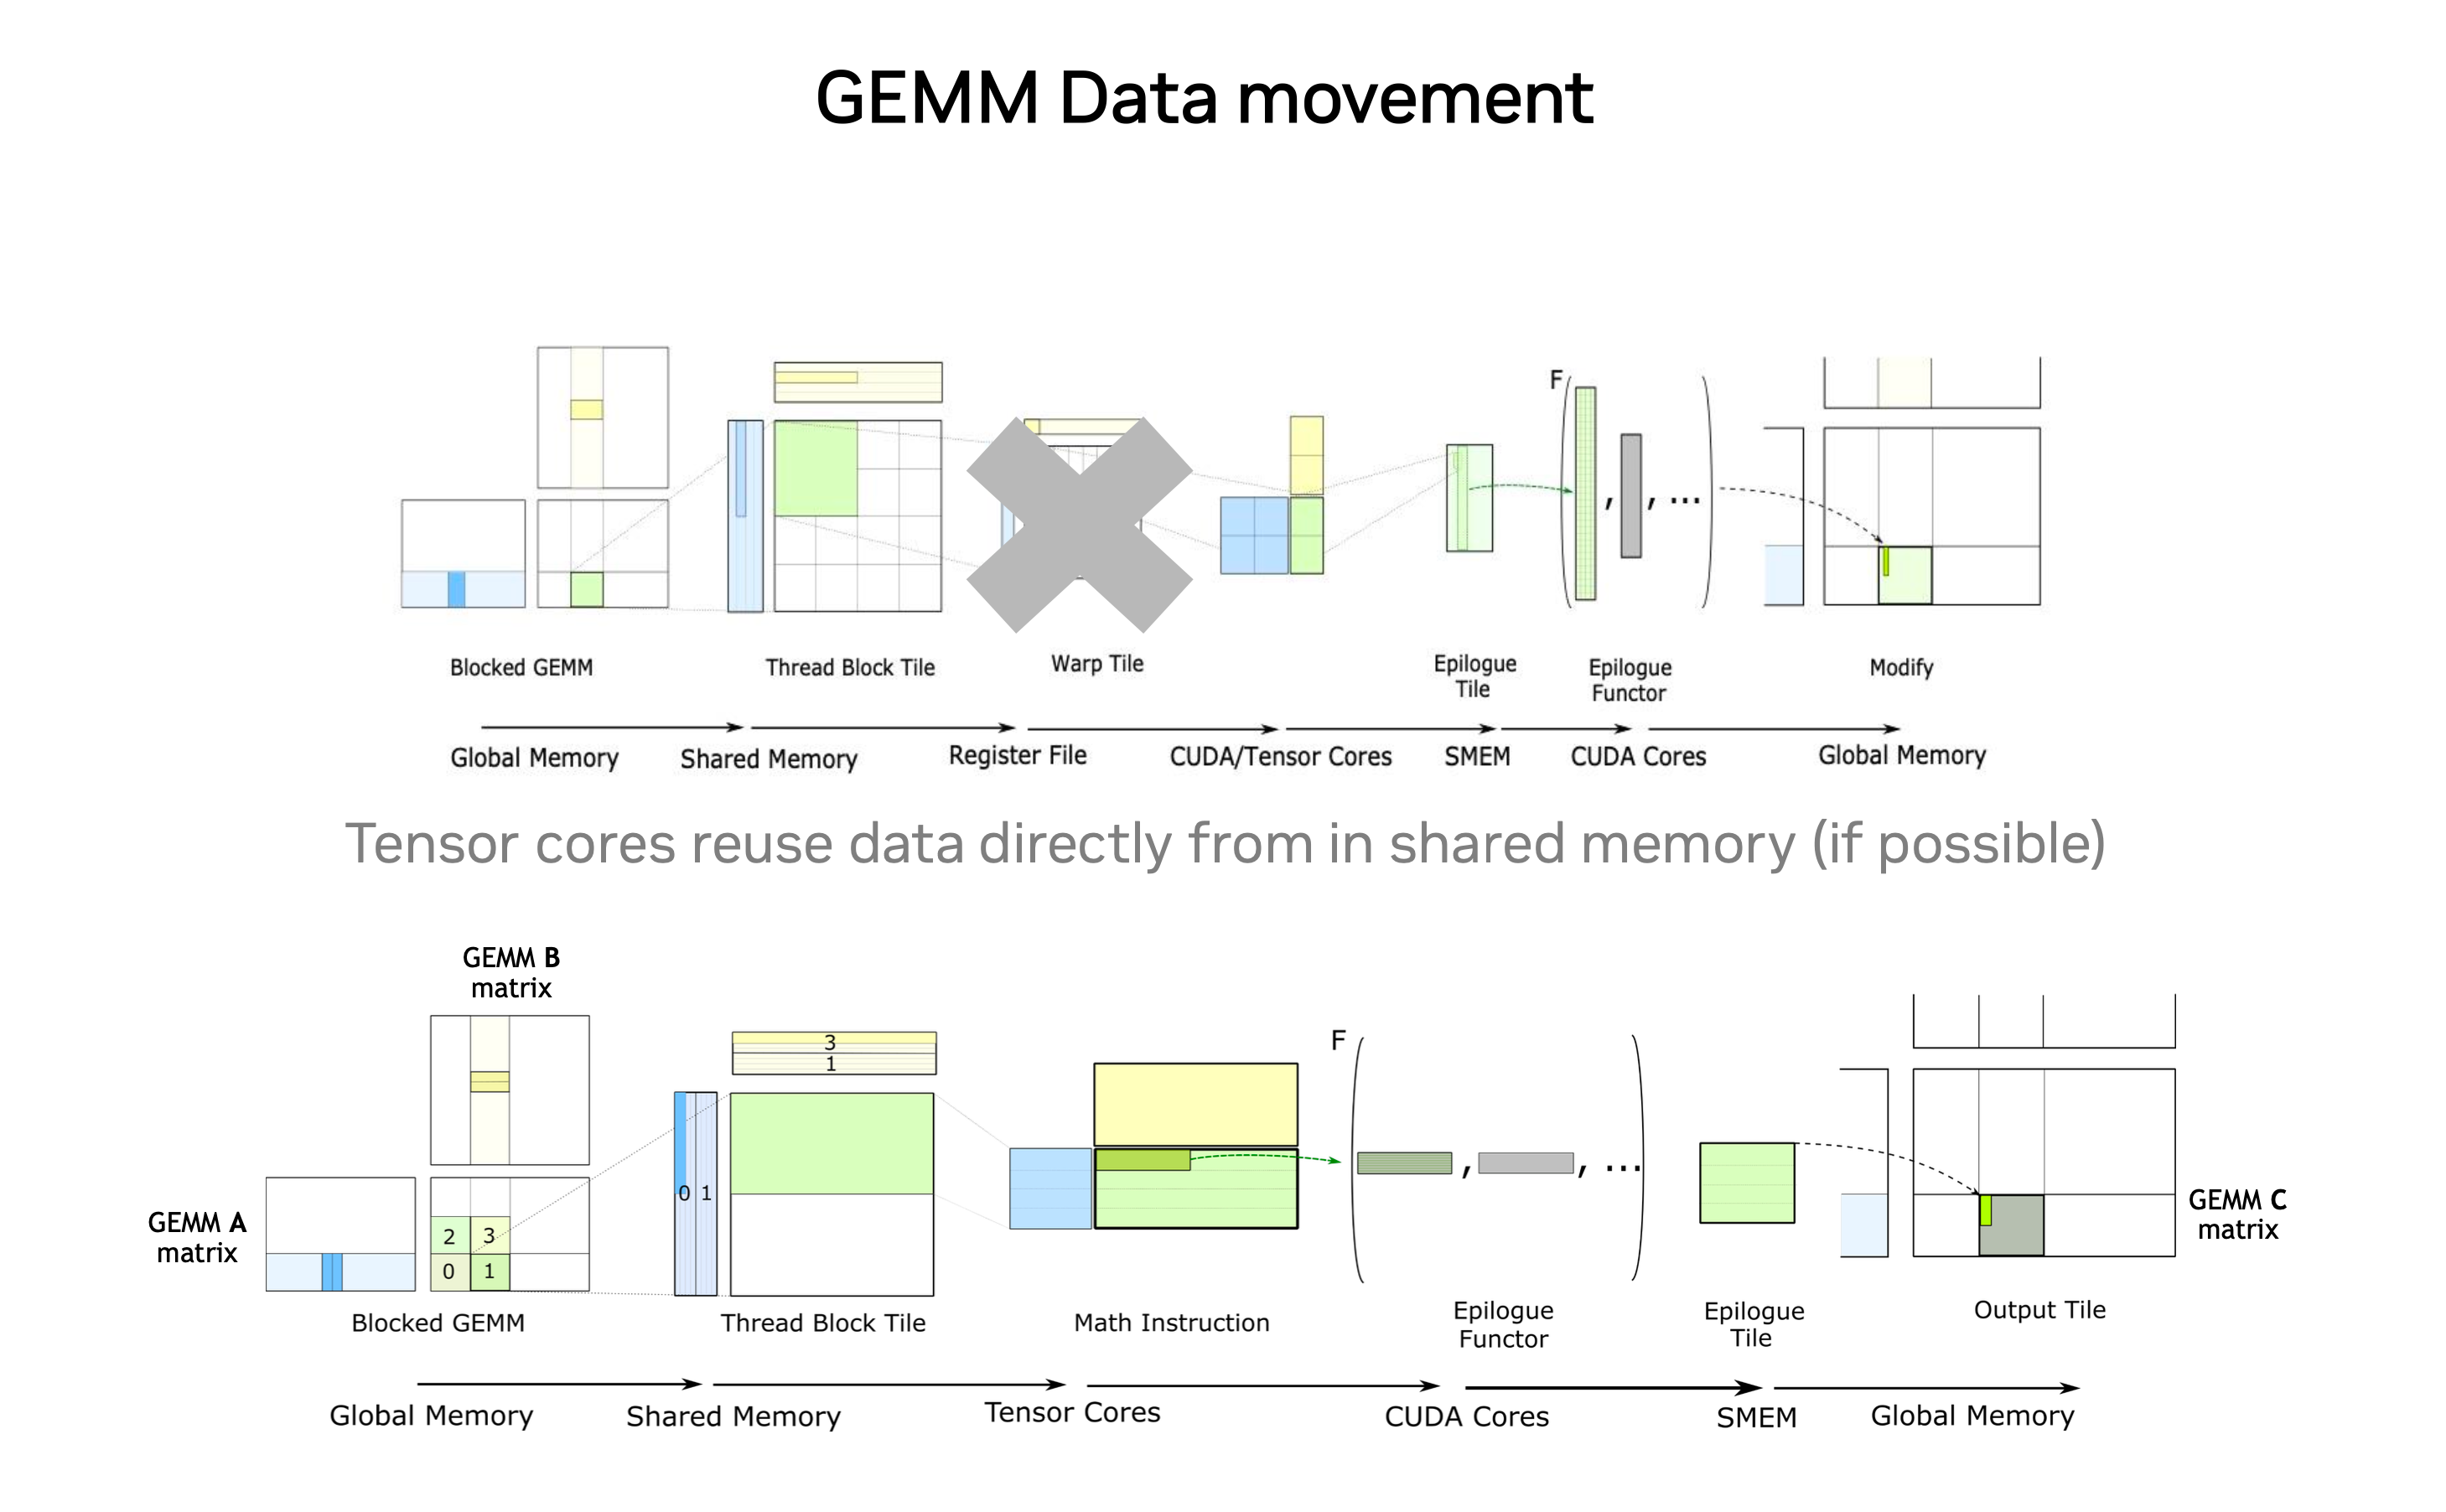 GEMM Data movement
F
, , ...
Blocked GEMM
Thread Block Tile
Warp Tile
Epilogue
Tile
Epilogue
Functor
Modify
Global Memory
Shared Memory
Register File
CUDA/Tensor Cores
SMEM
CUDA Cores
Global Memory
Tensor cores reuse data directly from in shared memory (if possible)
GEMM B
matrix
3
1
F
, , ...
GEMM A
matrix
2 3
0 1
0 1
GEMM C
matrix
Blocked GEMM
Thread Block Tile
Math Instruction
Epilogue
Functor
Epilogue
Tile
Output Tile
Global Memory
Shared Memory
Tensor Cores
CUDA Cores
SMEM
Global Memory